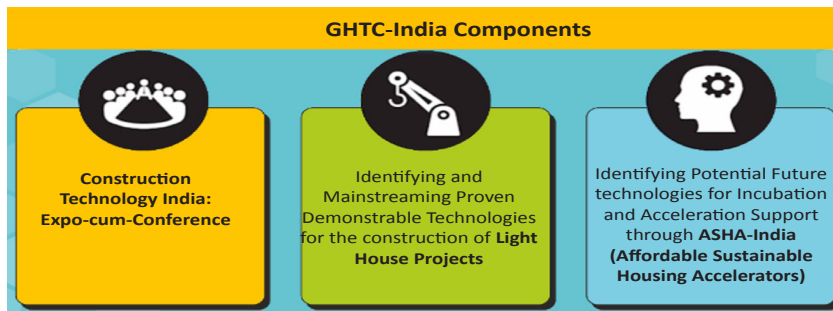 GHTC-India Components
Construction
Technology India:
Expo-cum-Conference
Identifying and
Mainstreaming Proven
Demonstrable Technologies
for the construction of Light
House Projects
Identifying Potential Future
technologies for Incubation
and Acceleration Support
through ASHA-India
(Affordable Sustainable
Housing Accelerators)